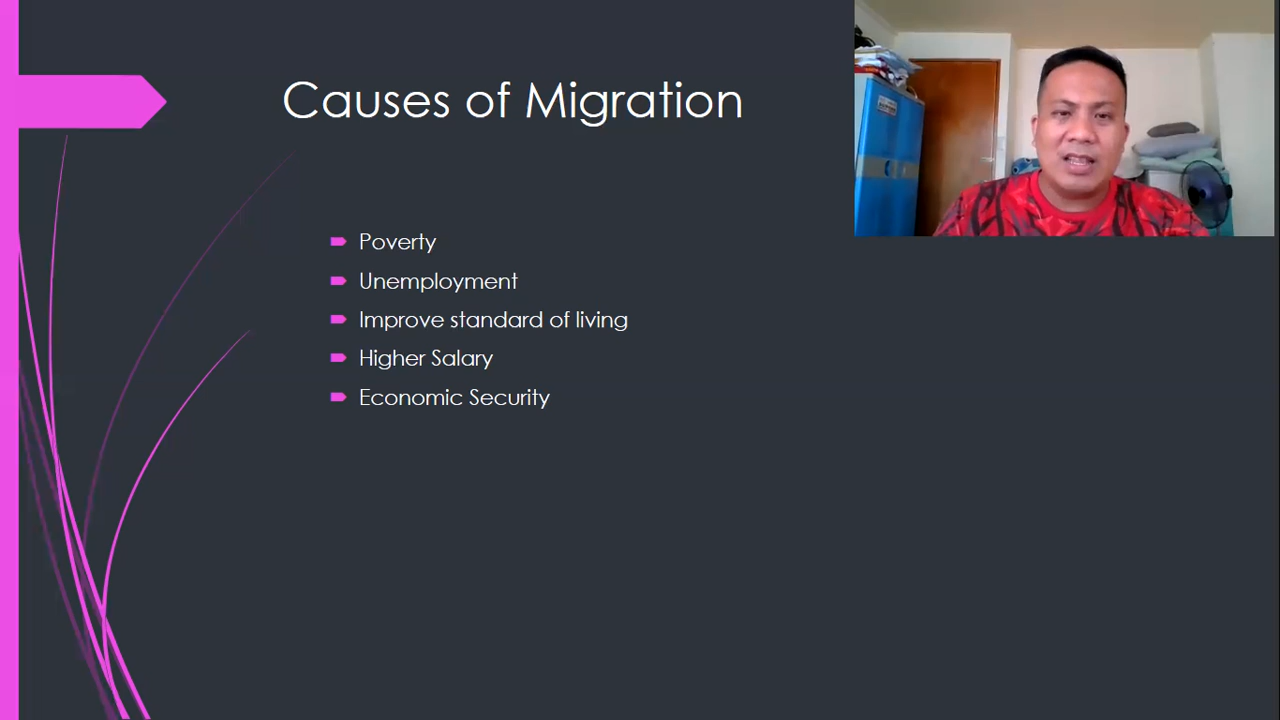 Causes of Migration
Poverty
Unemployment
Improve standard of living
Higher Salary
Economic Security